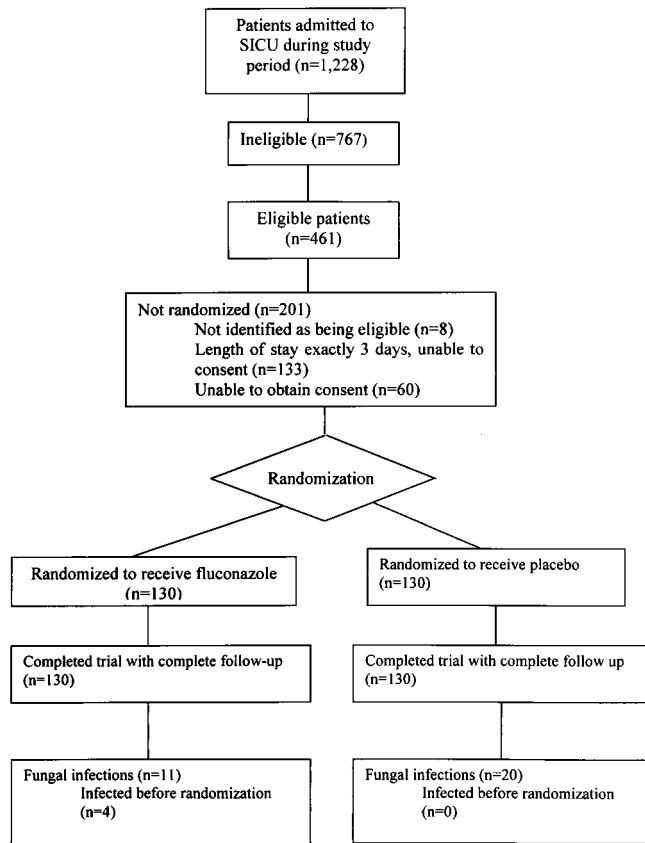 Patients admitted to
SICU during study
period (n=1,228)
Ineligible (n=767)
Eligible patients
(n=461)
Not randomized (n=201)
Not identified as being eligible (n=8)
Length of stay exactly 3 days, unable to
consent (n=133)
Unable to obtain consent (n=60)
Randomization
Randomized to receive fluconazole
(n=130)
Randomized to receive placebo
(n=130)
Completed trial with complete follow-up
(n=130)
Completed trial with complete follow up
(n=130)
Fungal infections (n=11)
Infected before randomization
(n=4)
Fungal infections (n=20)
Infected before randomization
(n=0)